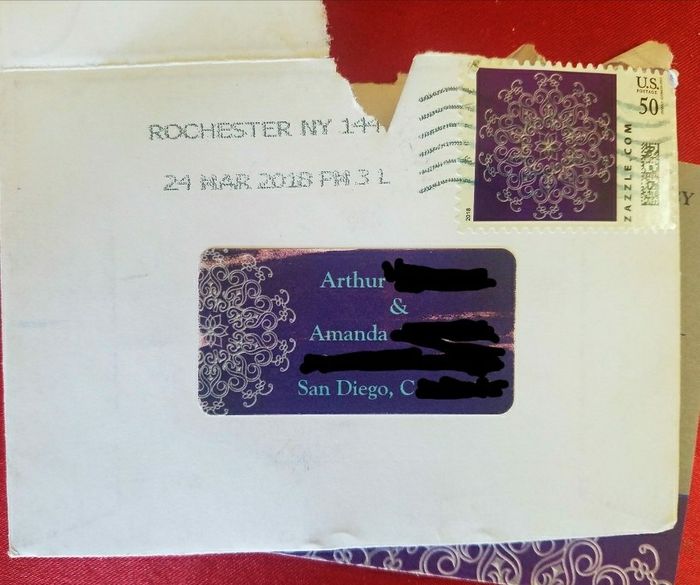 ROCHESTER NY 144
24 MAR 2018 PM 3 L
U.S.
POSTAGE
50
ZAZZLE.COM
2018
Arthur
&
Amanda
San Diego, C
Y